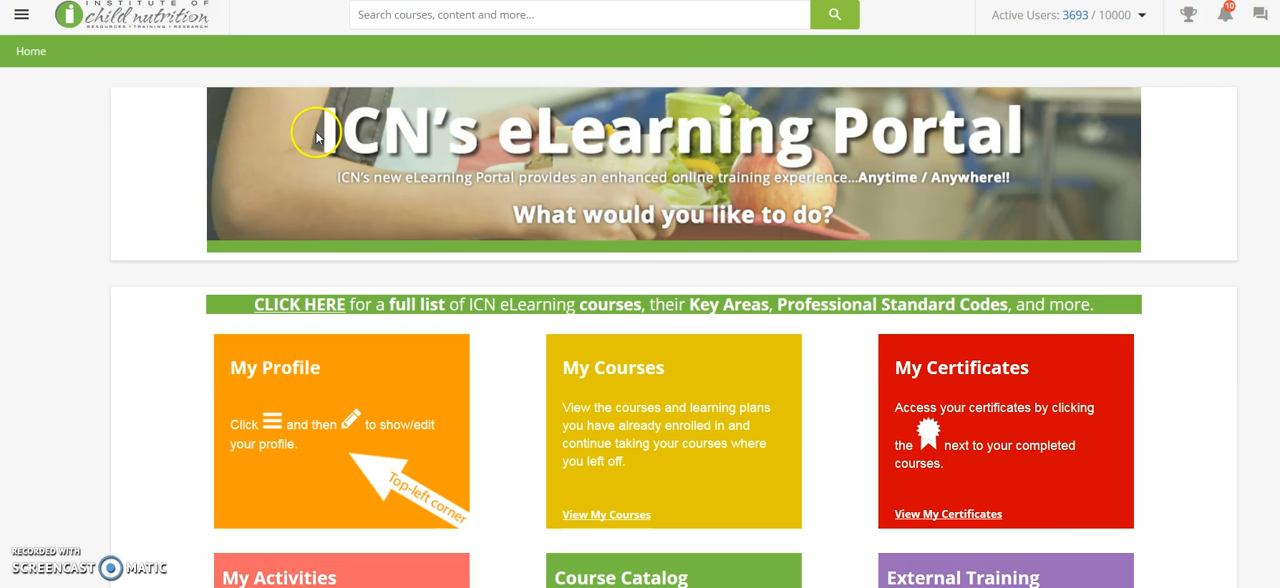 INSTITUTE OF
child nutrition
RESOURCES • TRAINING • RESEARCH
Search courses, content and more...
Active Users: 3693 / 10000
10
Home
ICN's eLearning Portal
ICN's new eLearning Portal provides an enhanced online training experience...Anytime / Anywhere!!
What would you like to do?
CLICK HERE for a full list of ICN eLearning courses, their Key Areas, Professional Standard Codes, and more.
My Profile
Click and then to show/edit
your profile.
Top-left corner
My Courses
View the courses and learning plans
you have already enrolled in and
continue taking your courses where
you left off.
View My Courses
My Certificates
Access your certificates by clicking
the next to your completed
courses.
View My Certificates
My Activities
Course Catalog
External Training
RECORDED WITH
SCREENCAST MATIC